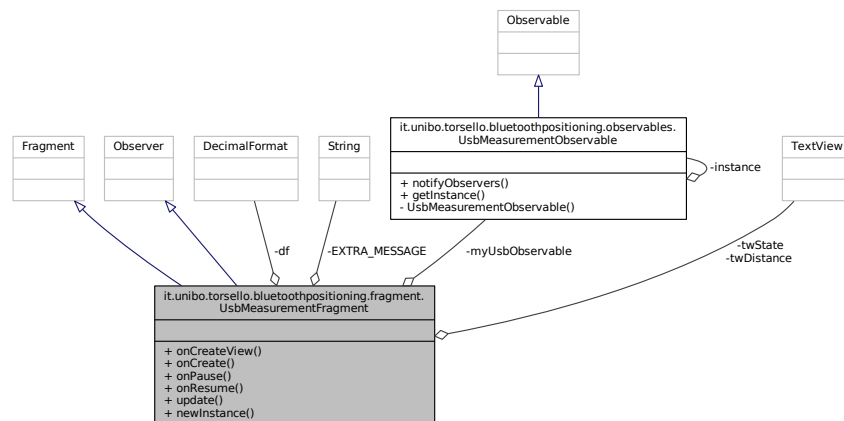 Observable
it.unibo.torsello.bluetoothpositioning.observables.
UsbMeasurementObservable
+ notifyObservers()
+ getInstance()
- UsbMeasurementObservable()
-instance
Fragment
Observer
DecimalFormat
String
TextView
-df
-EXTRA_MESSAGE
-myUsbObservable
-twState
-twDistance
it.unibo.torsello.bluetoothpositioning.fragment.
UsbMeasurementFragment
+ onCreateView()
+ onCreate()
+ onPause()
+ onResume()
+ update()
+ newInstance()